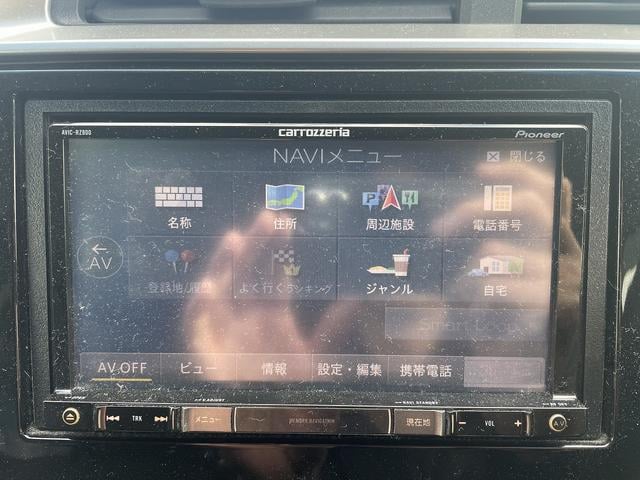 AVIC-RZ800
carrozzeria
Pioneer
NAVIメニュー
閉じる
名称
住所
周辺施設
電話番号
←
AV
登録地/履歴
よく行くランキング
ジャンル
自宅
Smart Loop
AV OFF
ビュー
情報
設定・編集
携帯電話
TRK
メニュー
MEMORY NAVIGATION
現在地
− VOL +
AV